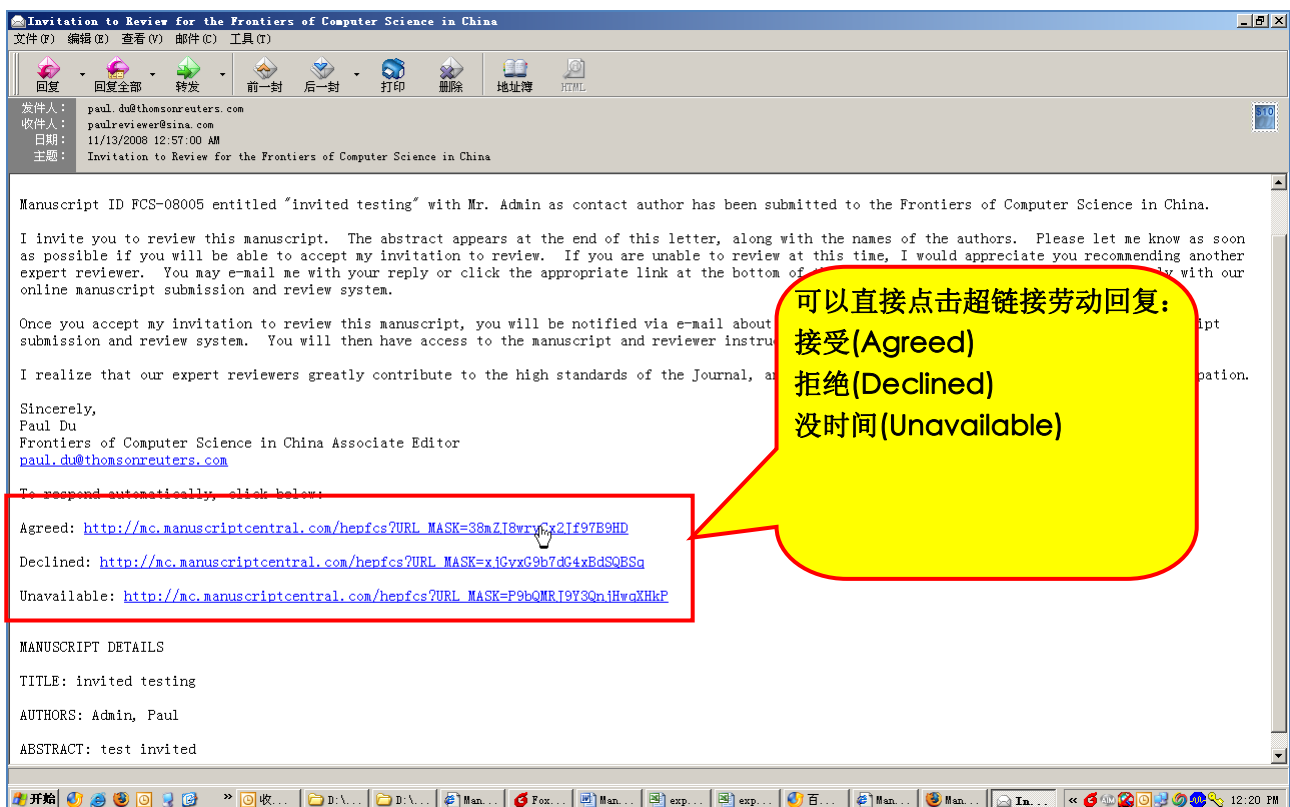 Invitation to Review for the Frontiers of Computer Science in China
文件(F) 编辑(E) 查看(V) 邮件(C) 工具(T)
回复 回复全部 转发 前一封 后一封 打印 删除 地址簿 HTML
发件人： paul.du@thomsonreuters.com
收件人： paulreviewer@sina.com
日期： 11/13/2008 12:57:00 AM
主题： Invitation to Review for the Frontiers of Computer Science in China
Manuscript ID FCS-08005 entitled "invited testing" with Mr. Admin as contact author has been submitted to the Frontiers of Computer Science in China.
I invite you to review this manuscript. The abstract appears at the end of this letter, along with the names of the authors. Please let me know as soon
as possible if you will be able to accept my invitation to review. If you are unable to review at this time, I would appreciate you recommending another
expert reviewer. You may e-mail me with your reply or click the appropriate link at the bottom of with our
online manuscript submission and review system.
Once you accept my invitation to review this manuscript, you will be notified via e-mail about
submission and review system. You will then have access to the manuscript and reviewer
I realize that our expert reviewers greatly contribute to the high standards of the Journal,
可以直接点击超链接劳动回复：
接受(Agreed)
拒绝(Declined)
没时间(Unavailable)
Sincerely,
Paul Du
Frontiers of Computer Science in China Associate Editor
paul.du@thomsonreuters.com
To respond automatically, click below:
Agreed: http://mc.manuscriptcentral.com/hepfcs?URL_MASK=
Declined: http://mc.manuscriptcentral.com/hepfcs?URL_MASK=xjGyxG9b7dG4xBdSQBSq
Unavailable: http://mc.manuscriptcentral.com/hepfcs?URL_MASK=P9bQMRJ9Y3QnjHwqXHkP
MANUSCRIPT DETAILS
TITLE: invited testing
AUTHORS: Admin, Paul
ABSTRACT: test invited
开始 » 收... D:\... D:\... Man... Fox... Man... exp... exp... 百... Man... Man... In... « 12:20 PM